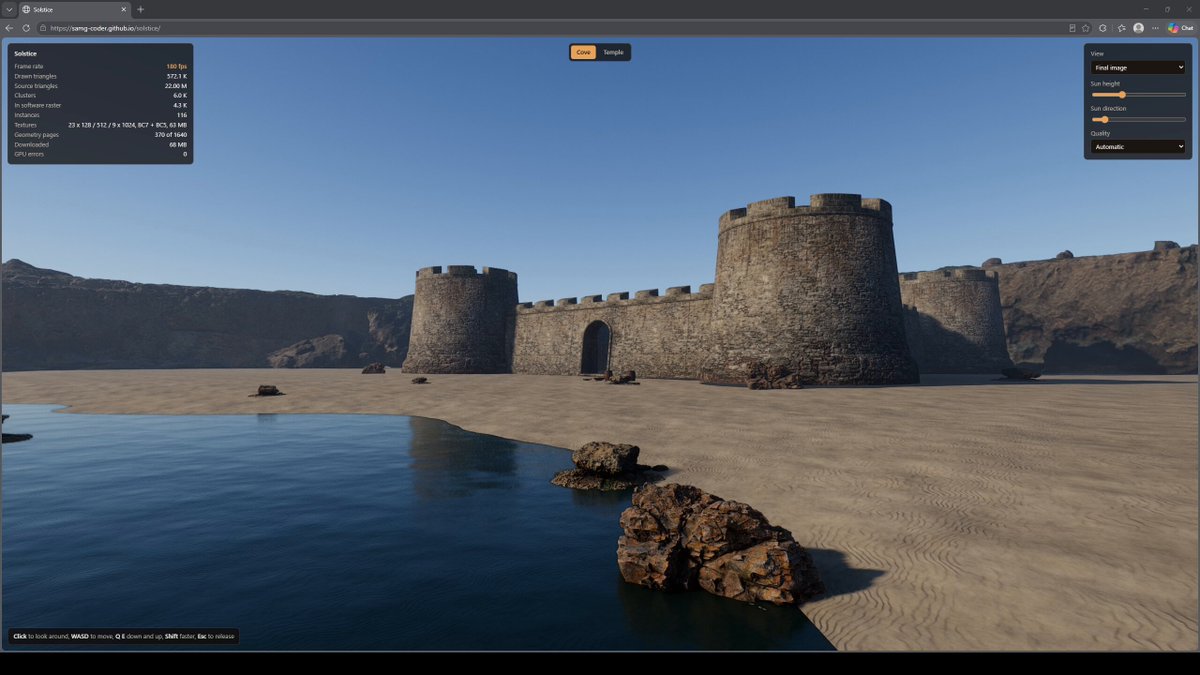 Solstice
https://samg-coder.github.io/solstice/
Chat
Solstice
Frame rate 180 fps
Drawn triangles 572.1 K
Source triangles 22.00 M
Clusters 6.0 K
In software raster 4.3 K
Instances 116
Textures 23 x 128 / 512 / 9 x 1024, BC7 + BC5, 63 MB
Geometry pages 370 of 1640
Downloaded 68 MB
GPU errors 0
Cove Temple
View
Final image
Sun height
Sun direction
Quality
Automatic
Click to look around, WASD to move, Q E down and up, Shift faster, Esc to release